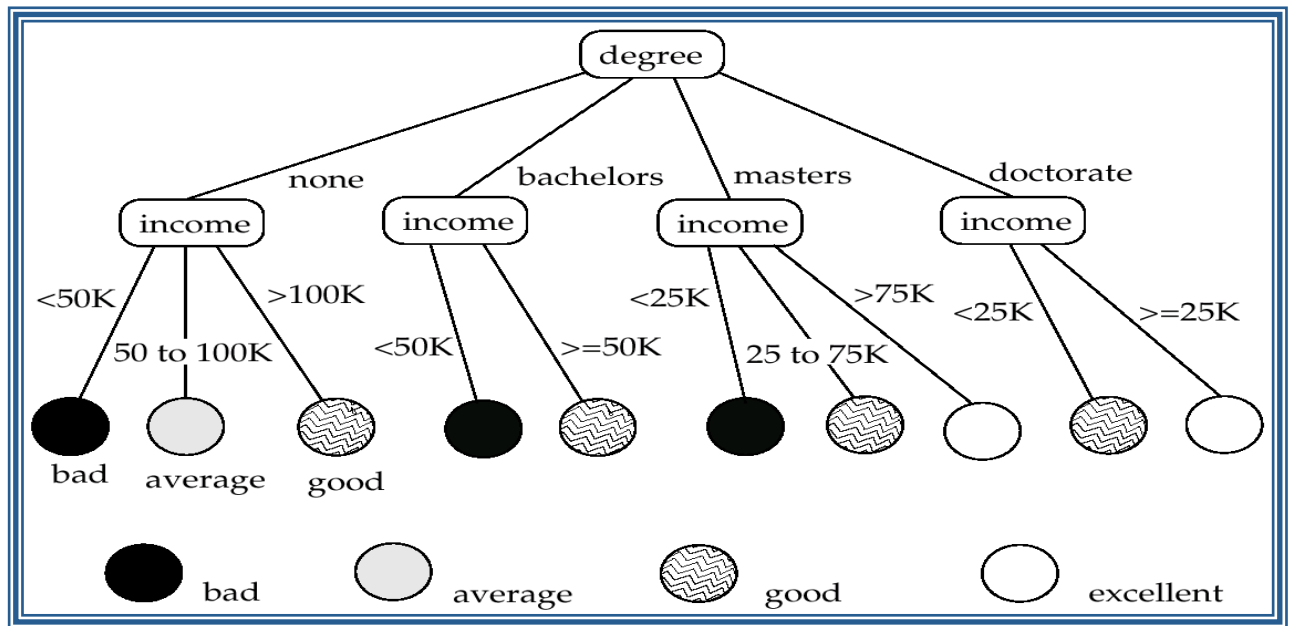 degree
none
bachelors
masters
doctorate
income
income
income
income
<50K
50 to 100K
>100K
<50K
>=50K
<25K
25 to 75K
>75K
<25K
>=25K
bad
average
good
bad
average
good
excellent